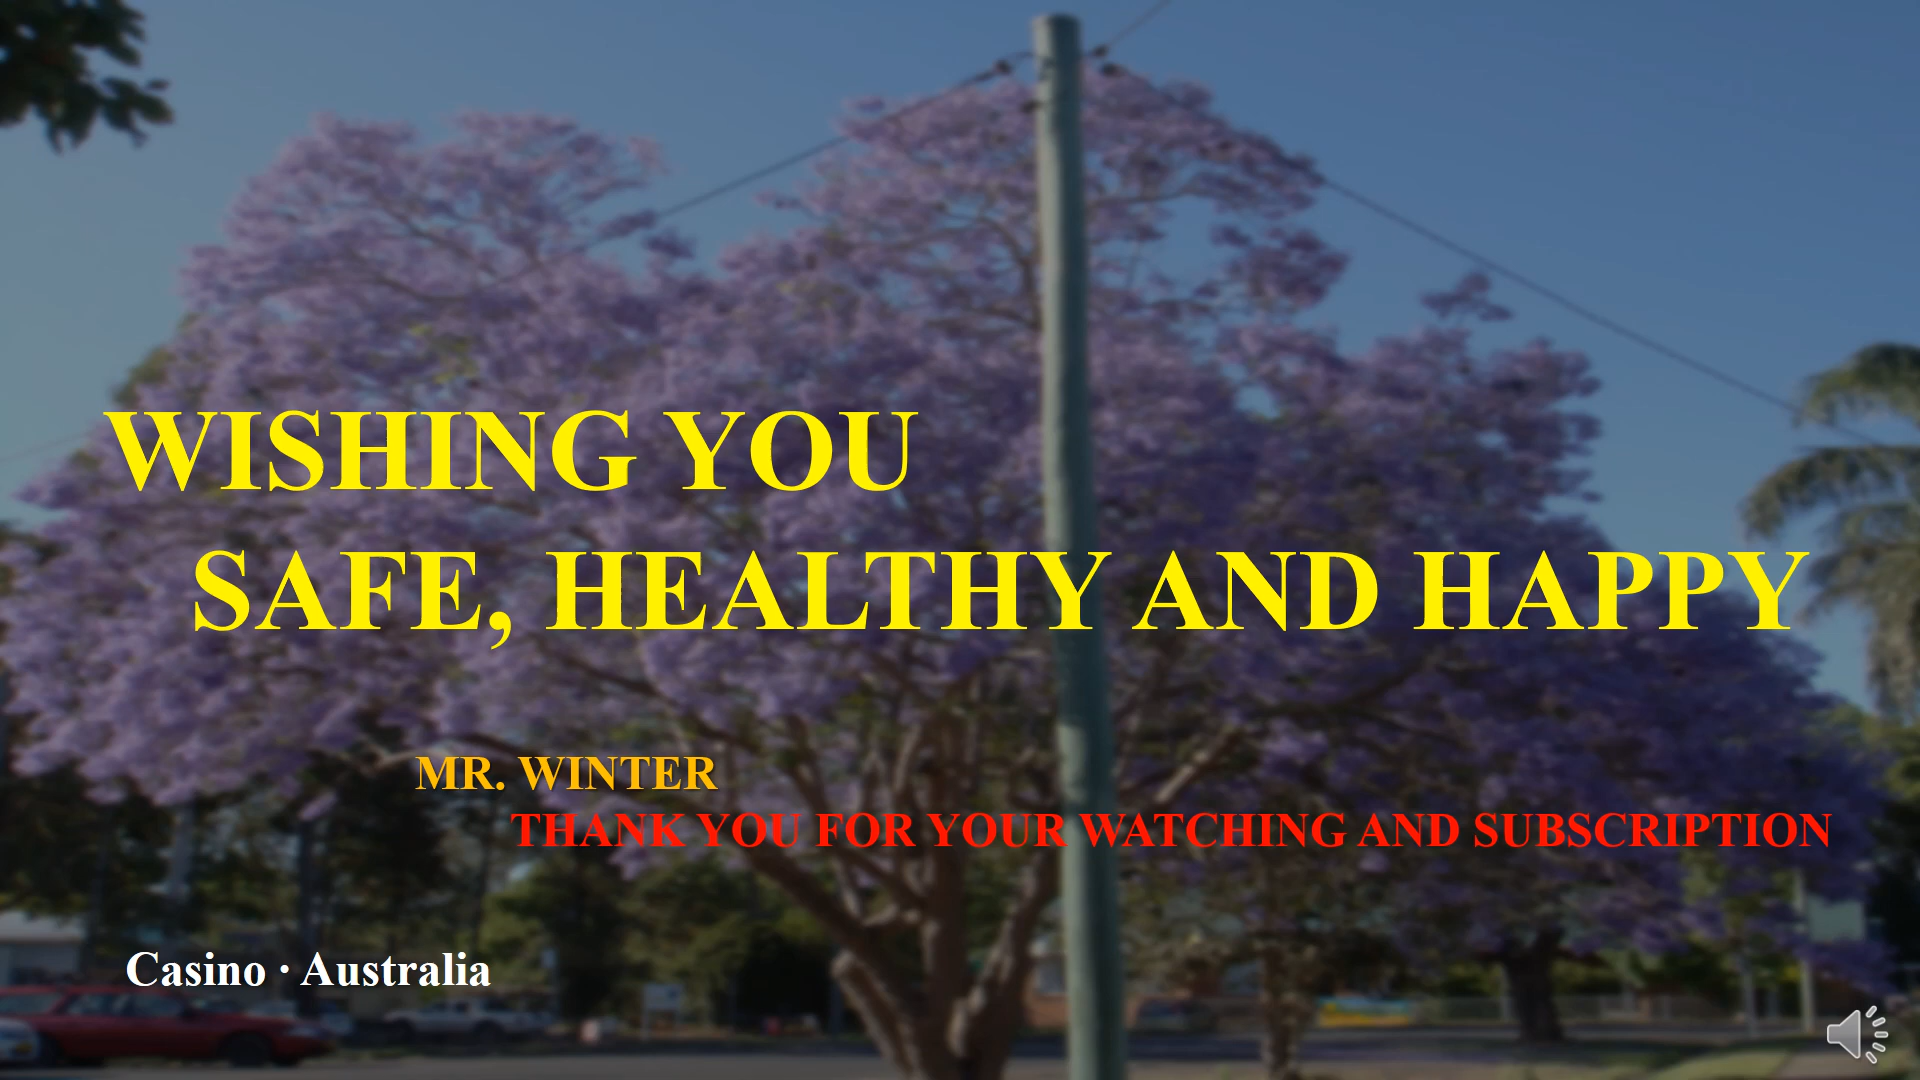 WISHING YOU
SAFE, HEALTHY AND HAPPY
MR. WINTER
THANK YOU FOR YOUR WATCHING AND SUBSCRIPTION
Casino · Australia